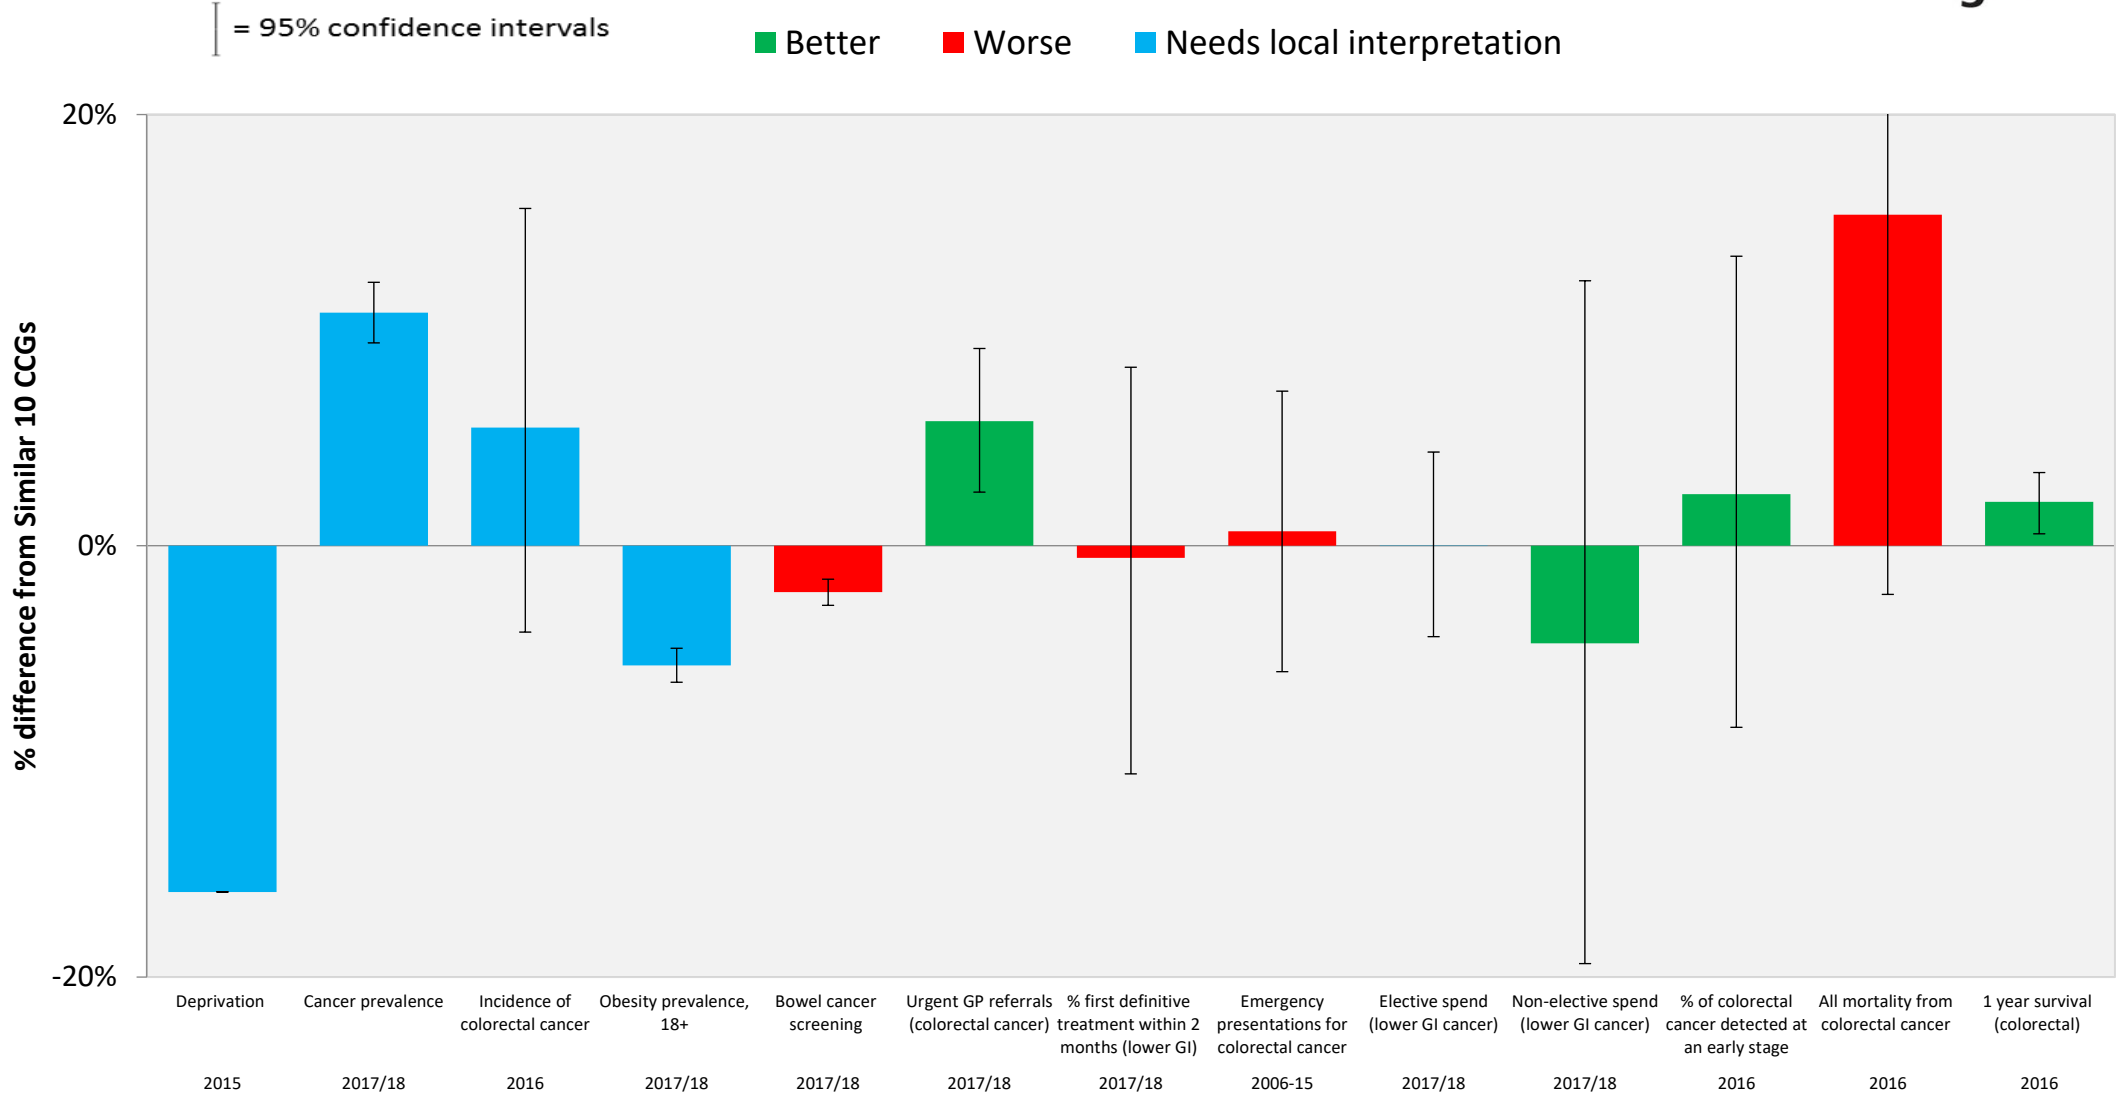 = 95% confidence intervals
Better
Worse
Needs local interpretation
% difference from Similar 10 CCGs
20%
0%
-20%
Deprivation
2015
Cancer prevalence
2017/18
Incidence of
colorectal cancer
2016
Obesity prevalence,
18+
2017/18
Bowel cancer
screening
2017/18
Urgent GP referrals
(colorectal cancer)
2017/18
% first definitive
treatment within 2
months (lower GI)
2017/18
Emergency
presentations for
colorectal cancer
2006-15
Elective spend
(lower GI cancer)
2017/18
Non-elective spend
(lower GI cancer)
2017/18
% of colorectal
cancer detected at
an early stage
2016
All mortality from
colorectal cancer
2016
1 year survival
(colorectal)
2016